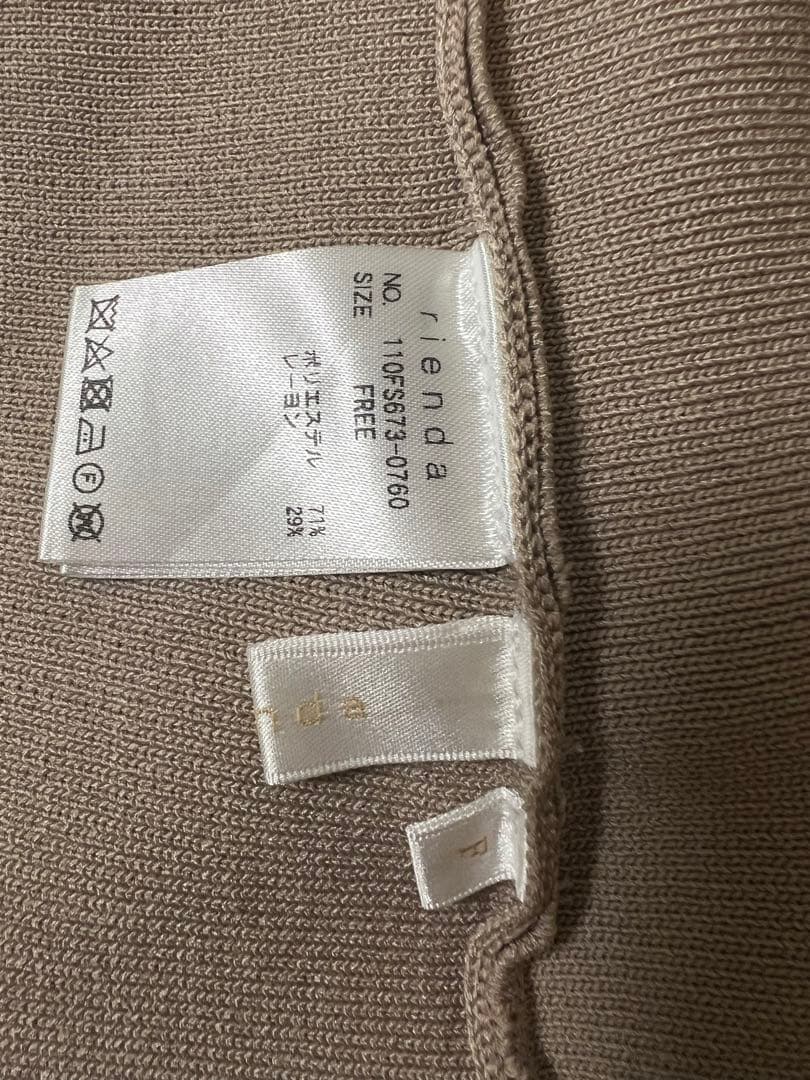 rienda
NO. 110FS673-0760
SIZE FREE
ポリエステル 71%
レーヨン 29%
F
F